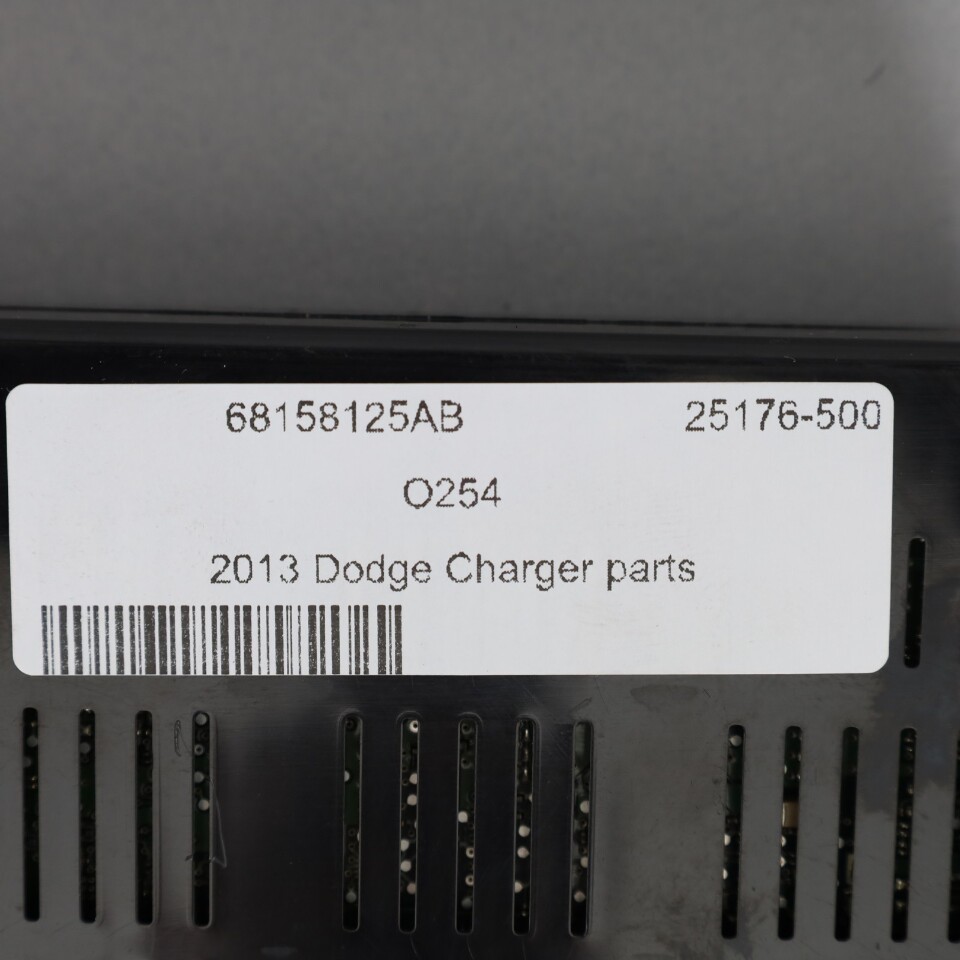 68158125AB 25176-500
O254
2013 Dodge Charger parts